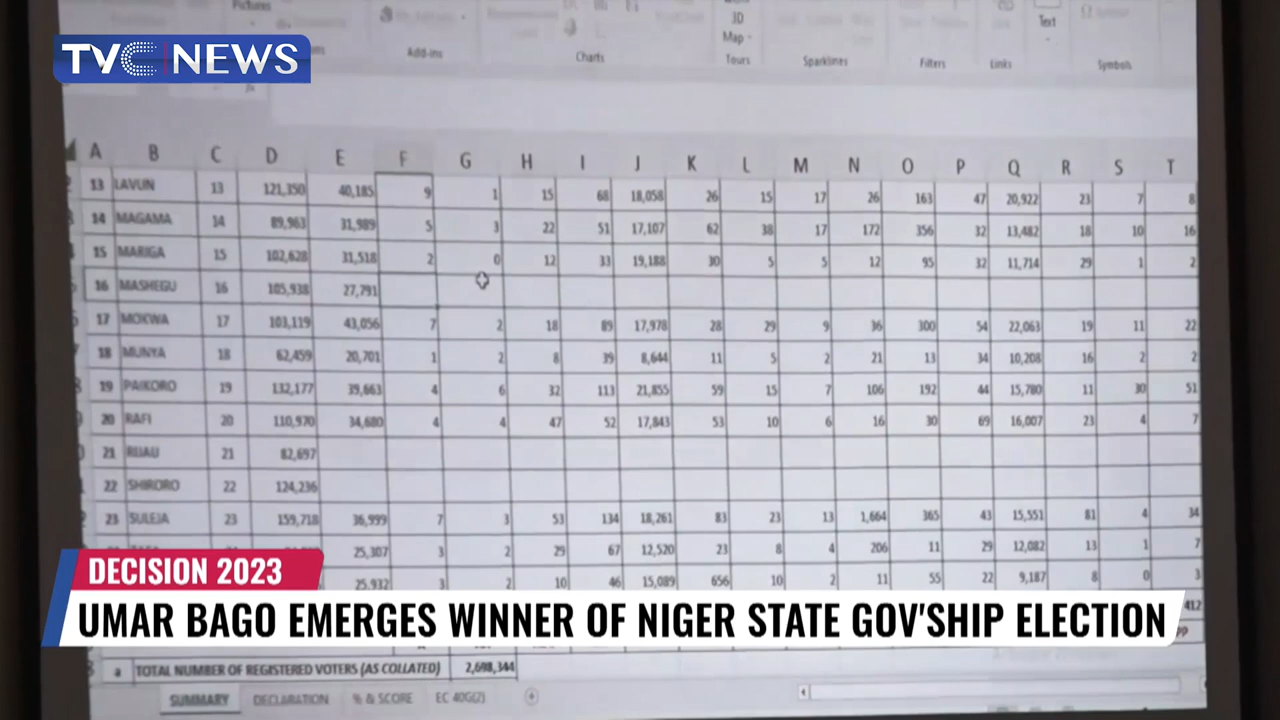 Pictures
TVC NEWS
Add-ins
Charts
3D
Map
Tours
Sparklines
Filters
Links
Text
Symbols
A B C D E F G H I J K L M N O P Q R S T
13 LAVUN 13 121,350 40,185 9 1 15 68 18,058 26 15 17 26 163 47 20,922 23 7 8
14 MAGAMA 14 89,963 31,989 5 3 22 51 17,107 62 38 17 172 356 32 13,482 18 10 16
15 MARIGA 15 102,628 31,518 2 0 12 33 19,188 30 5 5 12 95 32 11,714 29 1 2
16 MASHEGU 16 105,938 27,791
17 MOKWA 17 103,119 43,056 7 2 18 89 17,978 28 29 9 36 300 54 22,063 19 11 22
18 MUNYA 18 62,459 20,701 1 2 8 39 8,644 11 5 2 21 13 34 10,208 16 2 2
19 PAIKORO 19 132,177 39,663 4 6 32 113 21,855 59 15 7 106 192 44 15,780 11 30 51
20 RAFI 20 110,970 34,680 4 4 47 52 17,843 53 10 6 16 30 69 16,007 23 4 7
21 RIJAU 21 82,697
22 SHIRORO 22 124,236
23 SULEJA 23 159,718 36,999 7 3 53 134 18,261 83 23 13 1,664 365 43 15,551 81 4 34
25,307 3 2 29 67 12,520 23 8 4 206 11 29 12,082 13 1 7
25,932 3 2 10 46 15,089 656 10 2 11 55 22 9,187 8 0 3
DECISION 2023
UMAR BAGO EMERGES WINNER OF NIGER STATE GOV'SHIP ELECTION
412
a TOTAL NUMBER OF REGISTERED VOTERS (AS COLLATED) 2,698,344
SUMMARY DECLARATION % & SCORE EC 40G(2)